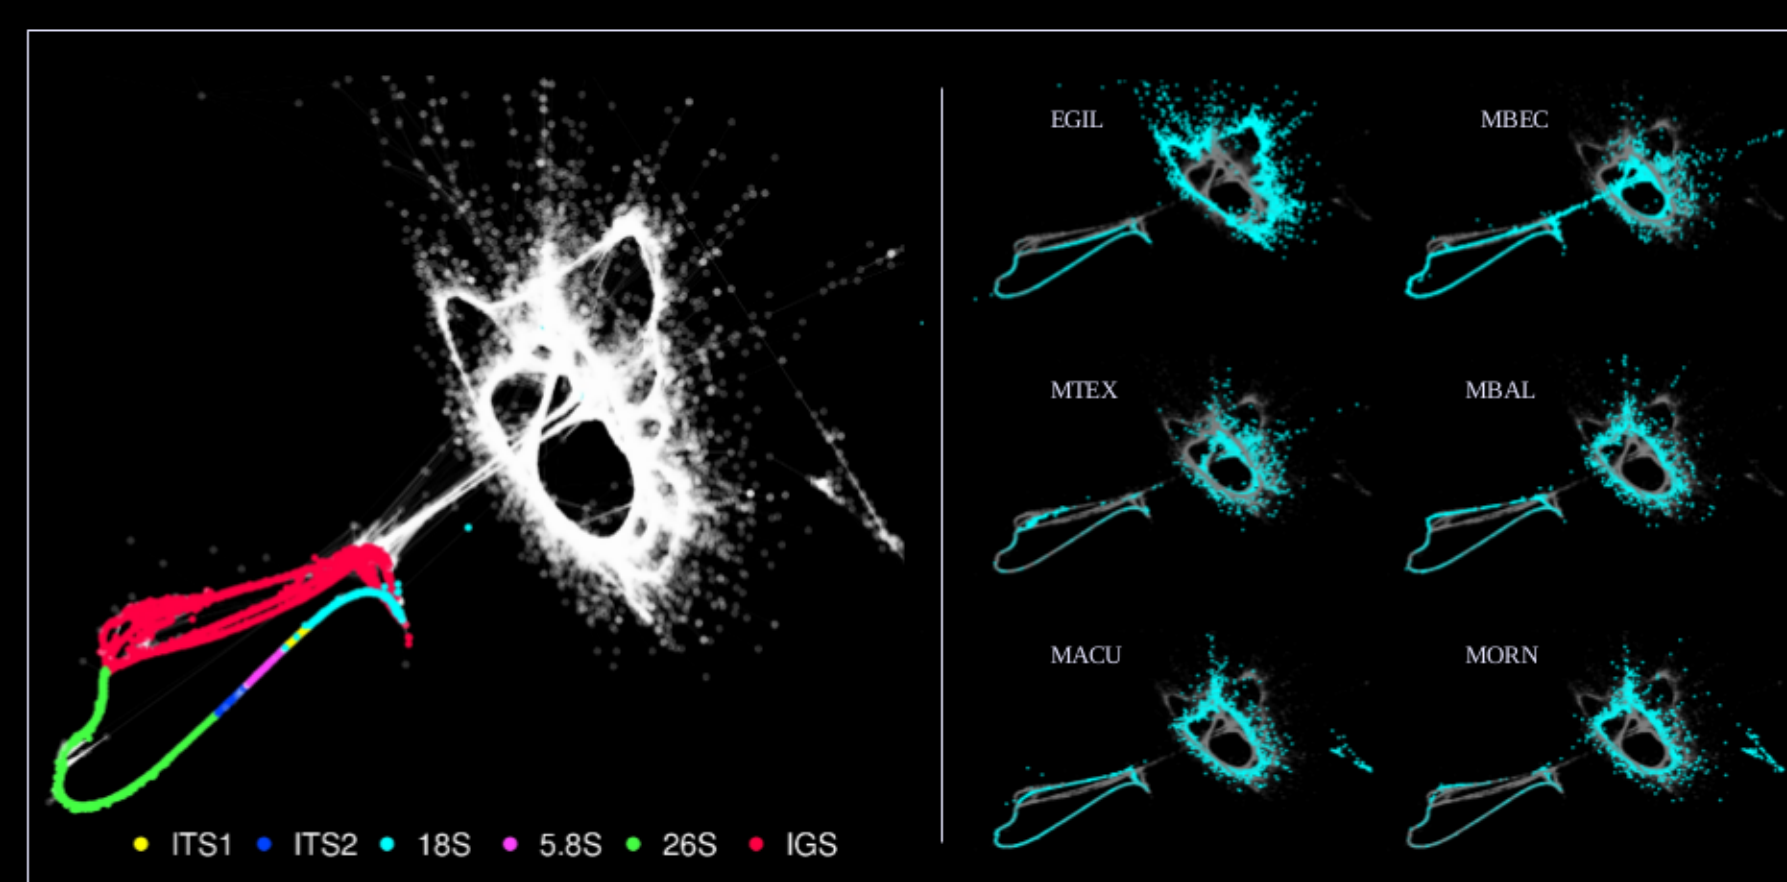 EGIL
MBEC
MTEX
MBAL
MACU
MORN
ITS1 ITS2 18S 5.8S 26S IGS